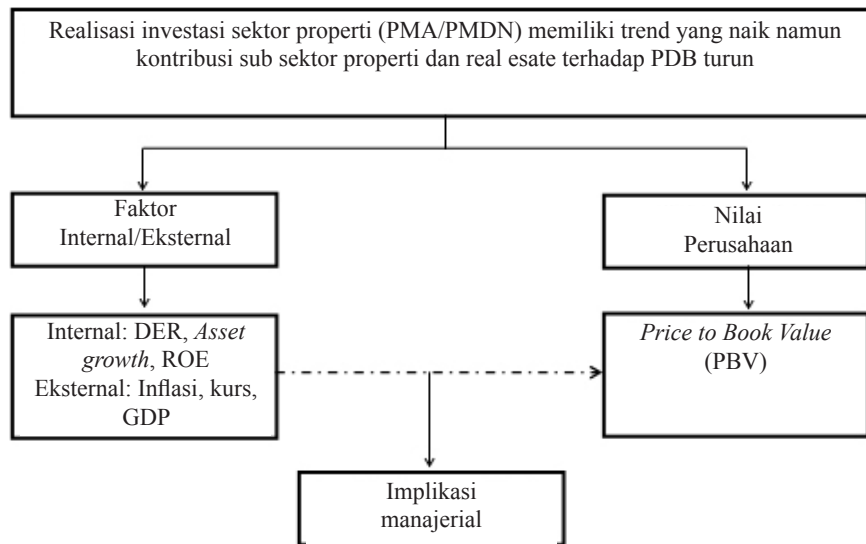 Realisasi investasi sektor properti (PMA/PMDN) memiliki trend yang naik namun
kontribusi sub sektor properti dan real esate terhadap PDB turun
Faktor
Internal/Eksternal
Nilai
Perusahaan
Internal: DER, Asset
growth, ROE
Eksternal: Inflasi, kurs,
GDP
Price to Book Value
(PBV)
Implikasi
manajerial